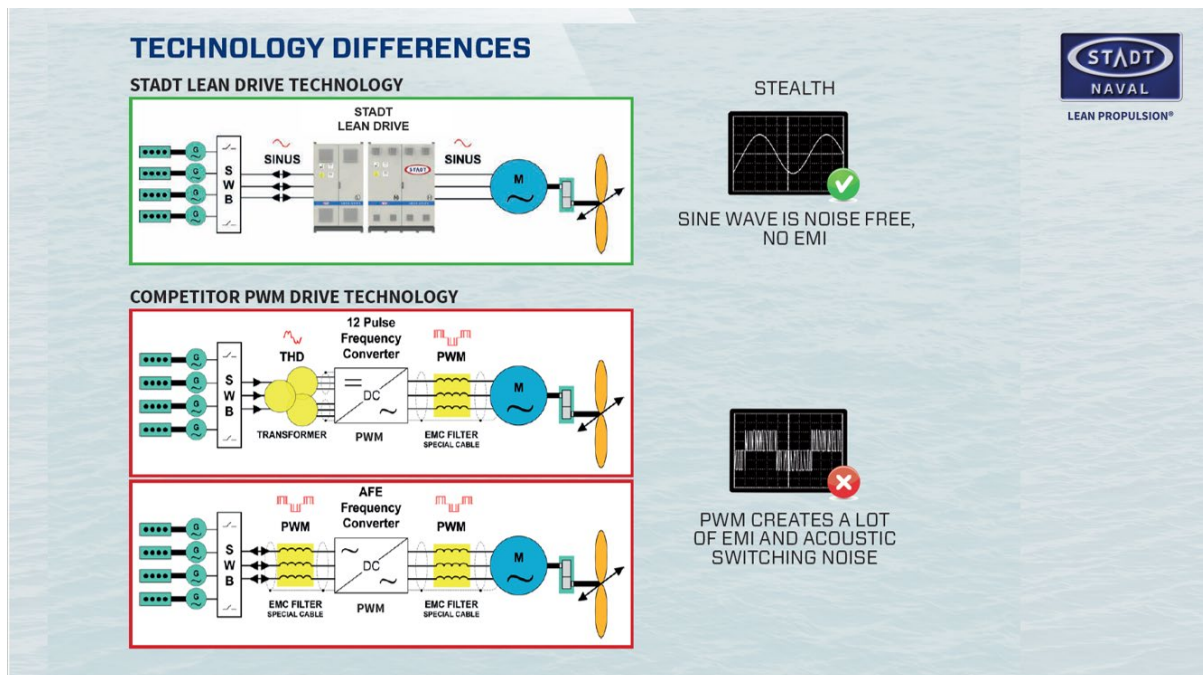 TECHNOLOGY DIFFERENCES
STADT
NAVAL
LEAN PROPULSION®
STADT LEAN DRIVE TECHNOLOGY
STADT
LEAN DRIVE
SINUS
SINUS
G
G
G
G
S
W
B
STADT
M
STEALTH
SINE WAVE IS NOISE FREE,
NO EMI
COMPETITOR PWM DRIVE TECHNOLOGY
12 Pulse
Frequency
Converter
THD
PWM
G
G
G
G
S
W
B
DC
M
TRANSFORMER
PWM
EMC FILTER
SPECIAL CABLE
AFE
Frequency
Converter
PWM
PWM
G
G
G
G
S
W
B
DC
M
EMC FILTER
SPECIAL CABLE
PWM
EMC FILTER
SPECIAL CABLE
PWM CREATES A LOT
OF EMI AND ACOUSTIC
SWITCHING NOISE